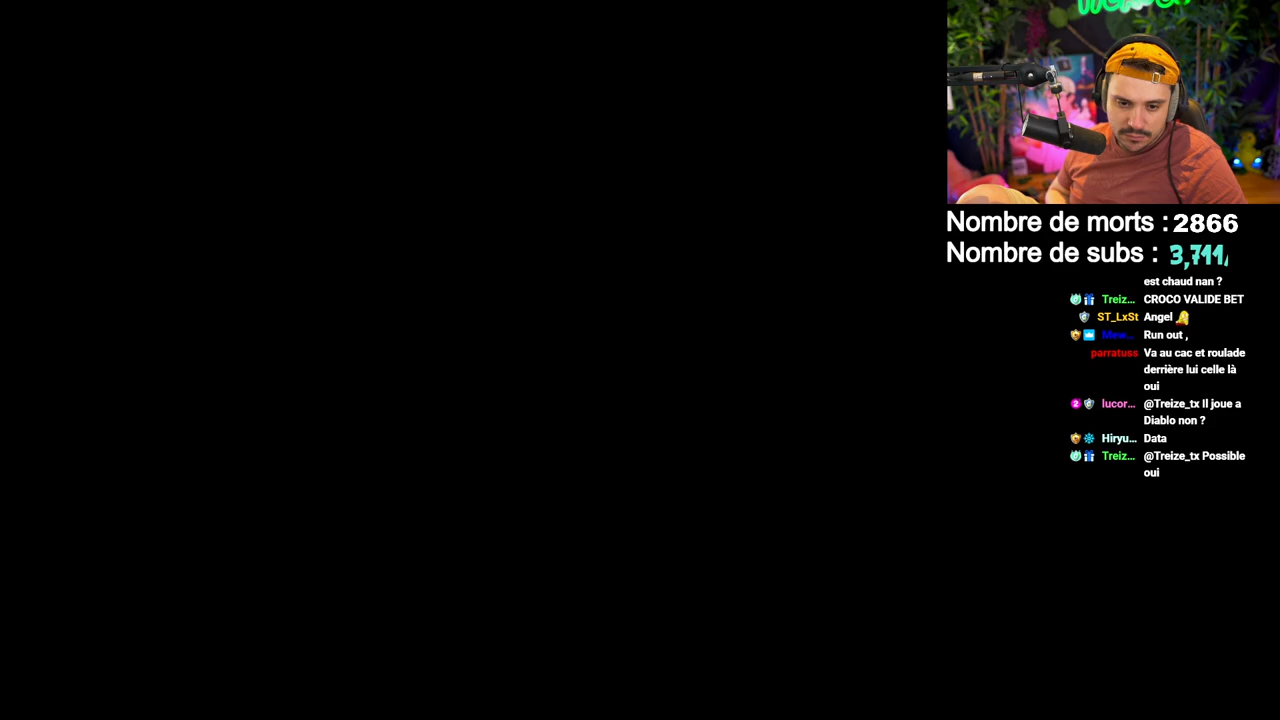 Nombre de morts : 2866
Nombre de subs : 3,711
est chaud nan ?
Treiz... CROCO VALIDE BET
ST_LxSt Angel
Mew... Run out ,
parratuss Va au cac et roulade
derrière lui celle là
oui
2 lucor... @Treize_tx Il joue a
Diablo non ?
Hiryu... Data
Treiz... @Treize_tx Possible
oui